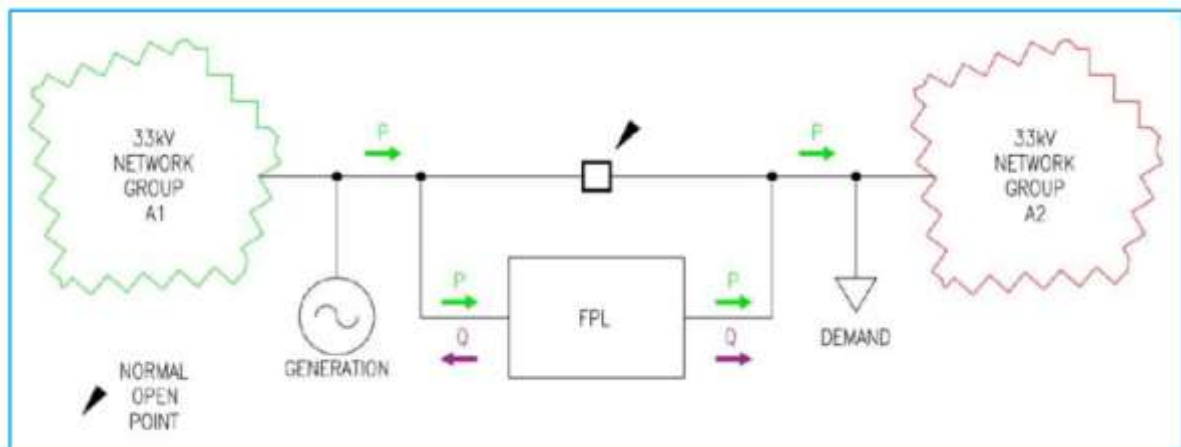 33kV
NETWORK
GROUP
A1
P
P
33kV
NETWORK
GROUP
A2
P
Q
FPL
P
Q
GENERATION
DEMAND
NORMAL
OPEN
POINT